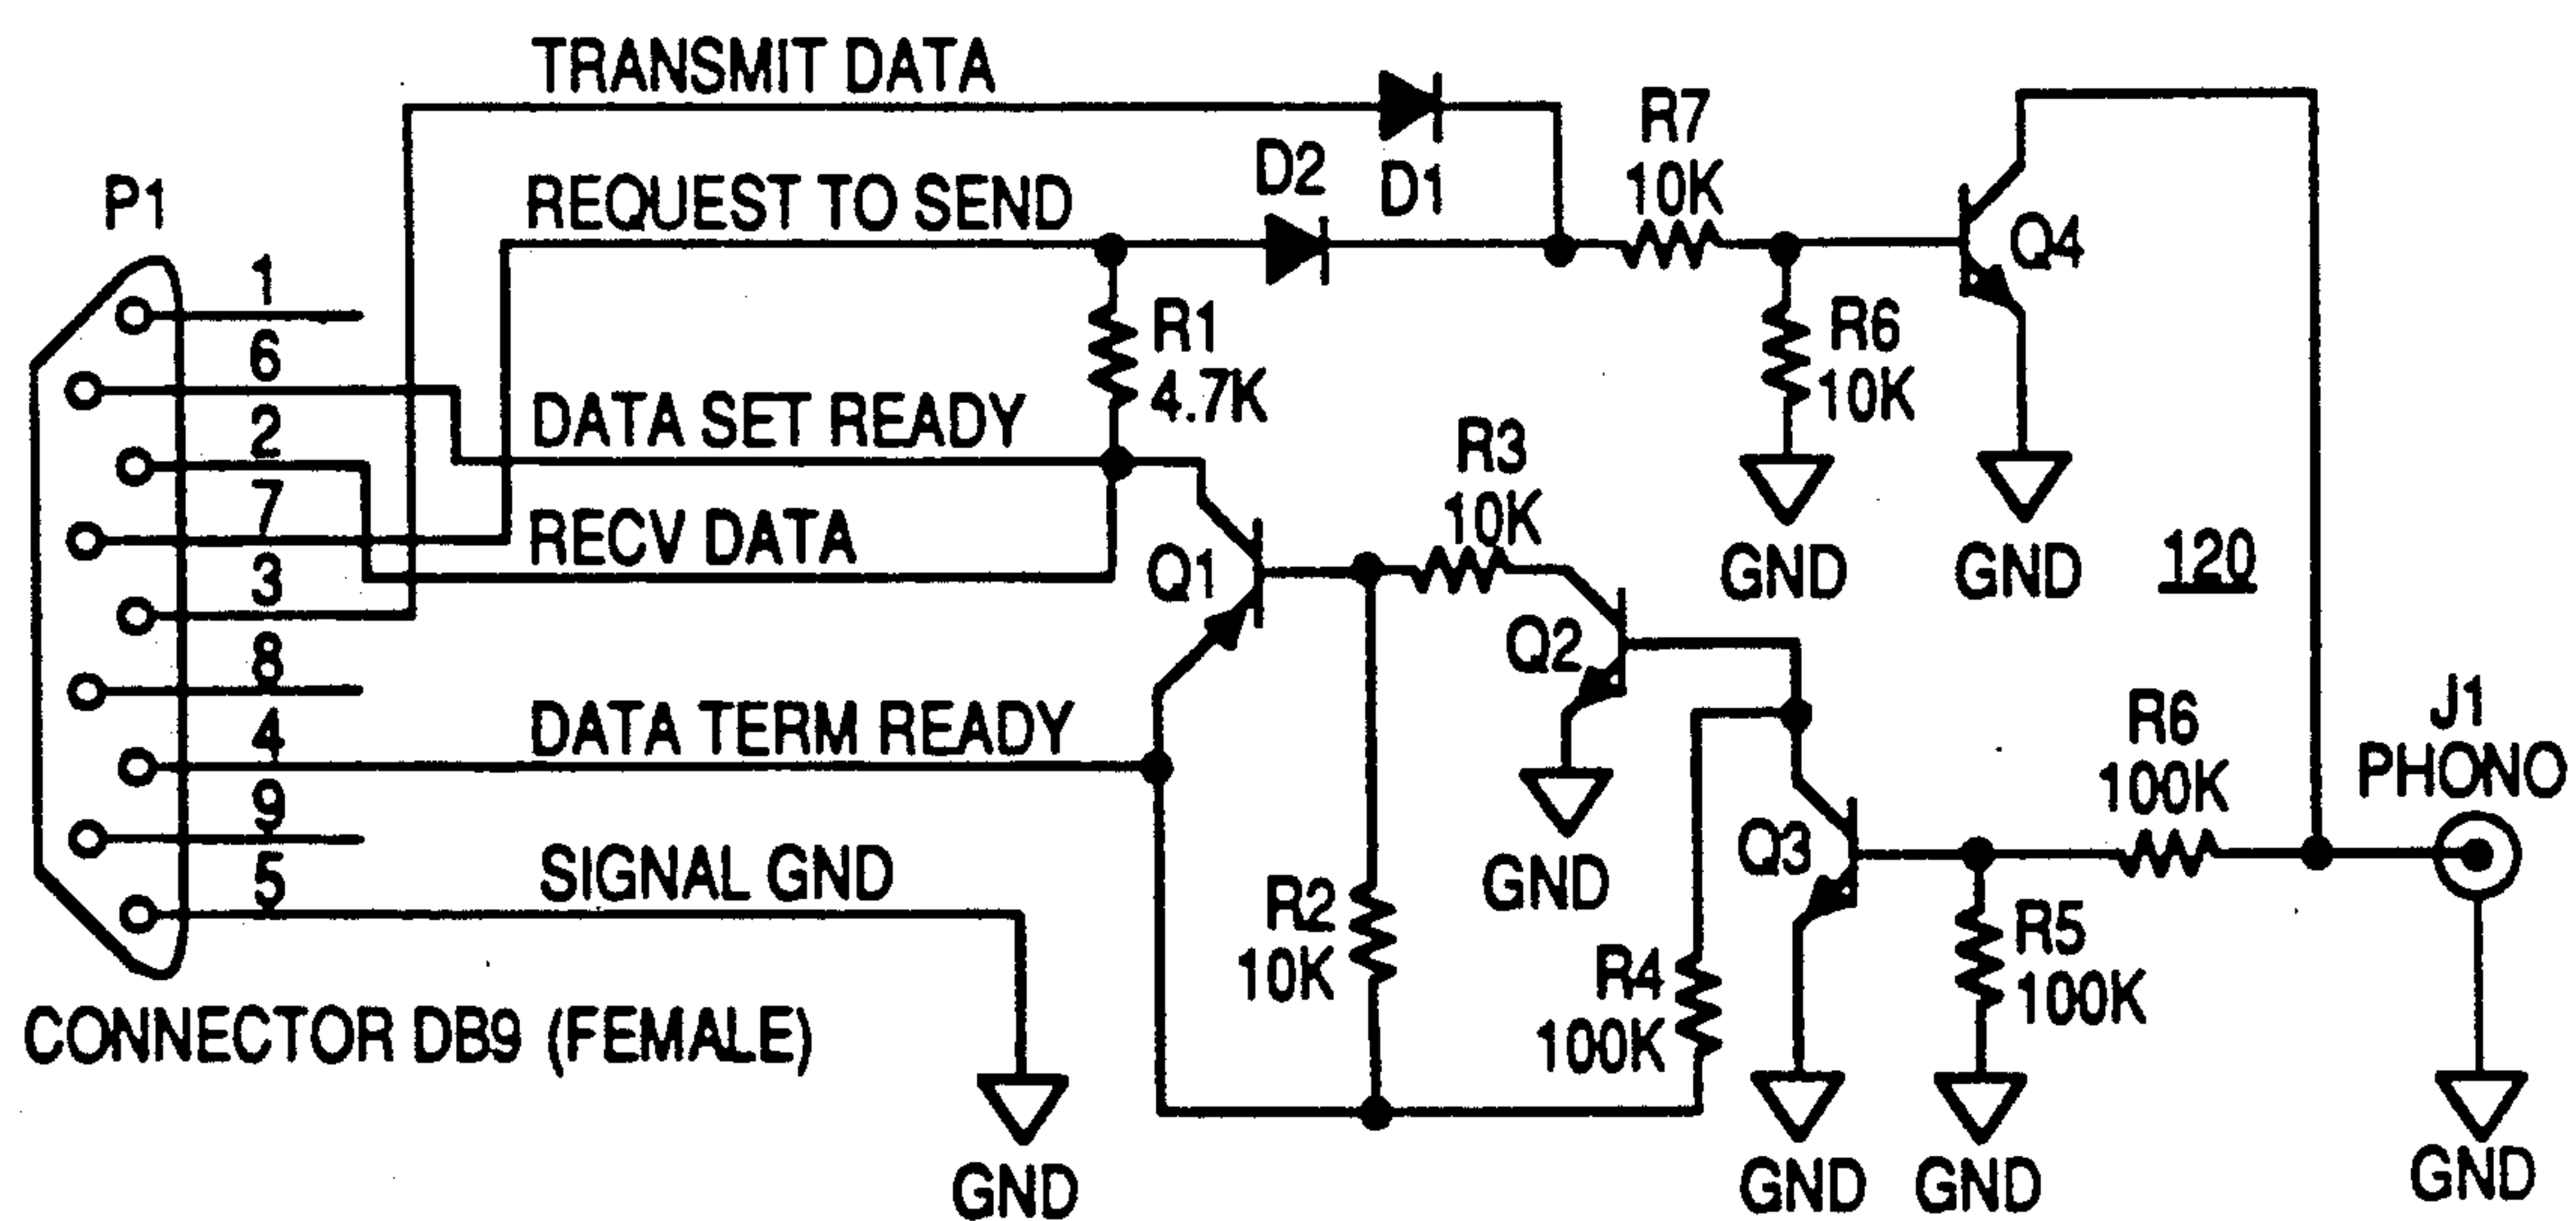 TRANSMIT DATA
R7
10K
D2
D1
P1
REQUEST TO SEND
Q4
1
R1
4.7K
R6
10K
6
DATA SET READY
2
R3
10K
7
RECV DATA
Q1
GND
GND
120
3
Q2
8
R6
100K
J1
PHONO
4
DATA TERM READY
9
Q3
GND
5
SIGNAL GND
R2
10K
R5
100K
R4
100K
CONNECTOR DB9 (FEMALE)
GND
GND
GND
GND